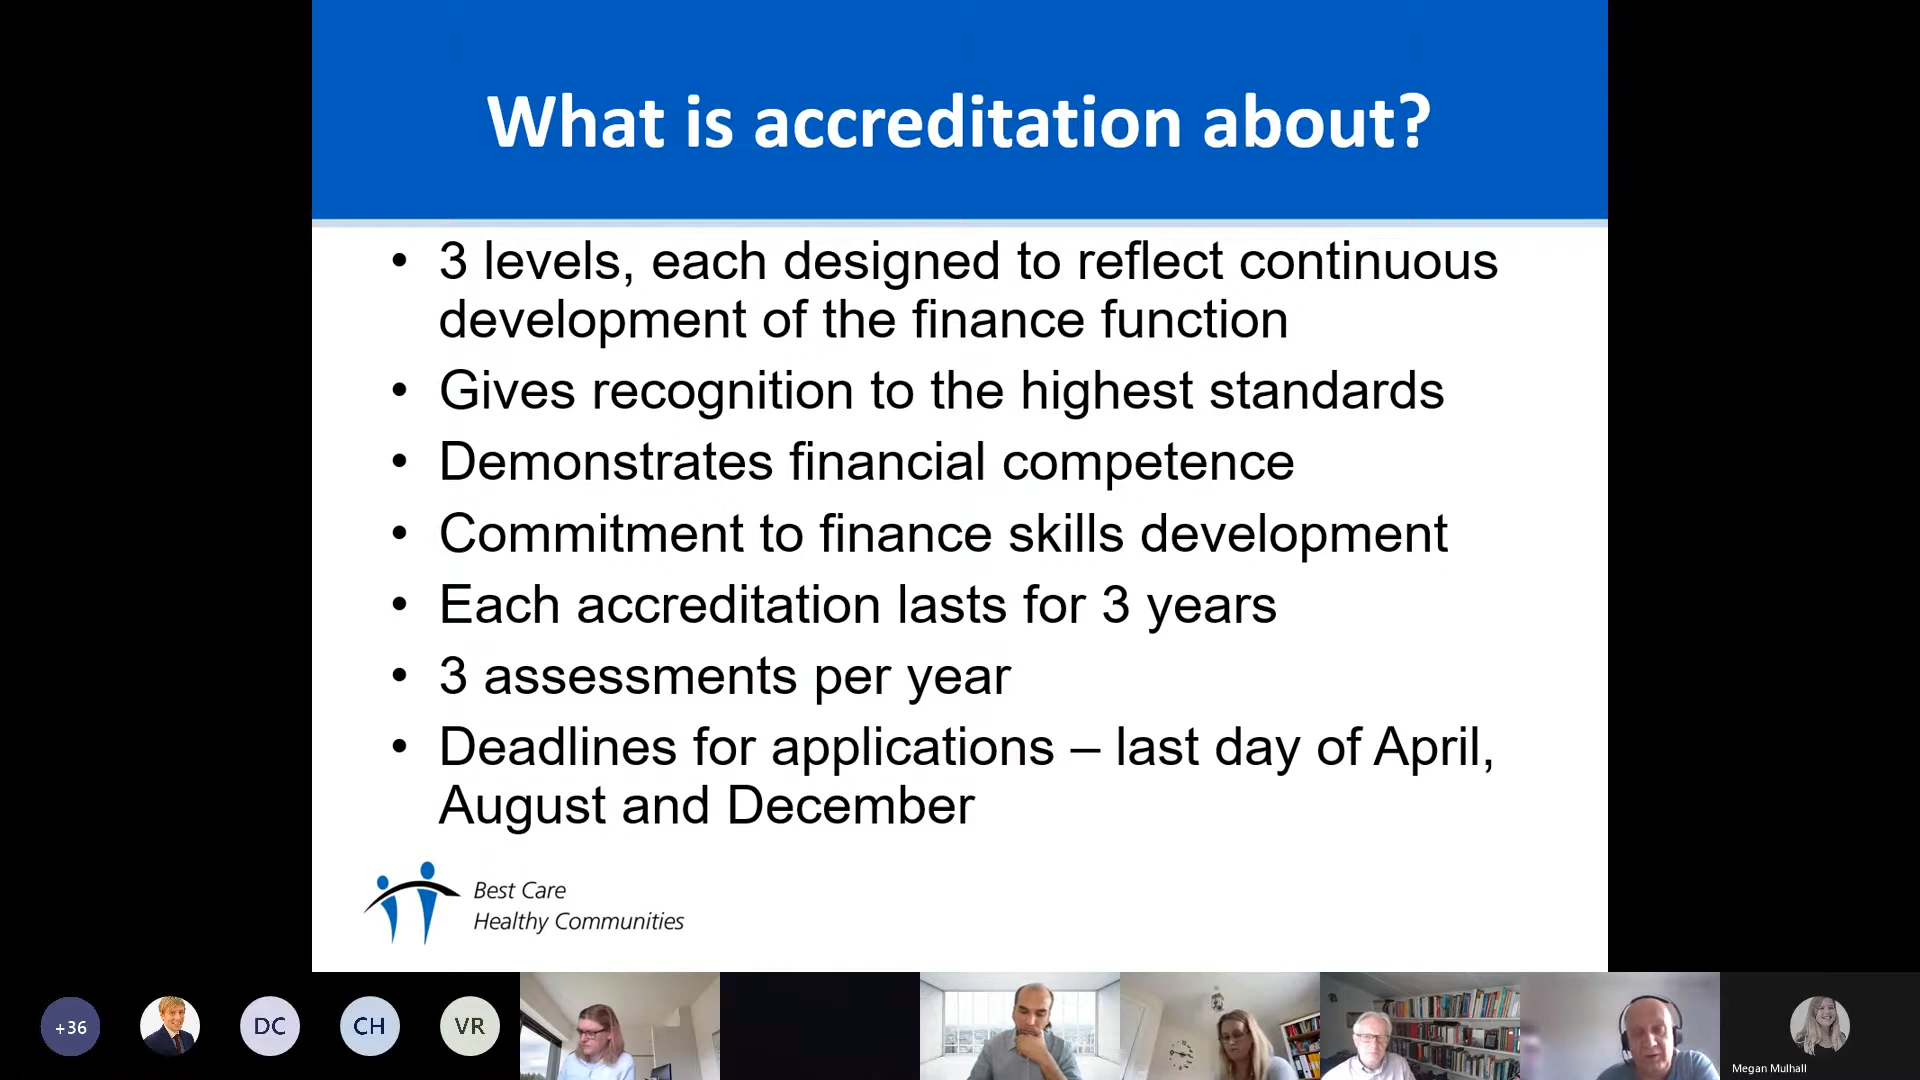 What is accreditation about?
• 3 levels, each designed to reflect continuous
development of the finance function
• Gives recognition to the highest standards
• Demonstrates financial competence
• Commitment to finance skills development
• Each accreditation lasts for 3 years
• 3 assessments per year
• Deadlines for applications – last day of April,
August and December
Best Care
Healthy Communities
+36
DC
CH
VR
Megan Mulhall